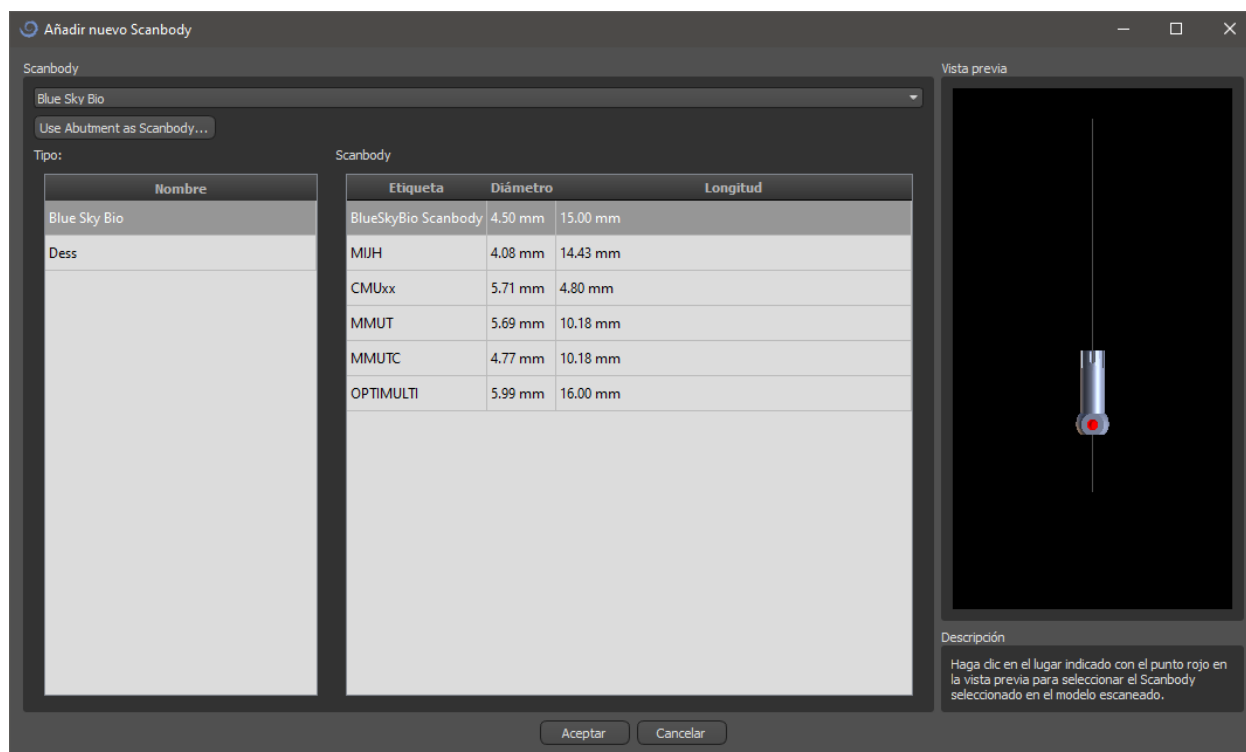 Añadir nuevo Scanbody
Scanbody
Vista previa
Blue Sky Bio
Use Abutment as Scanbody...
Tipo:
Scanbody
Nombre
Etiqueta Diámetro Longitud
Blue Sky Bio
BlueSkyBio Scanbody 4.50 mm 15.00 mm
Dess
MIJH 4.08 mm 14.43 mm
CMUxx 5.71 mm 4.80 mm
MMUT 5.69 mm 10.18 mm
MMUTC 4.77 mm 10.18 mm
OPTIMULTI 5.99 mm 16.00 mm
Descripción
Haga clic en el lugar indicado con el punto rojo en
la vista previa para seleccionar el Scanbody
seleccionado en el modelo escaneado.
Aceptar Cancelar